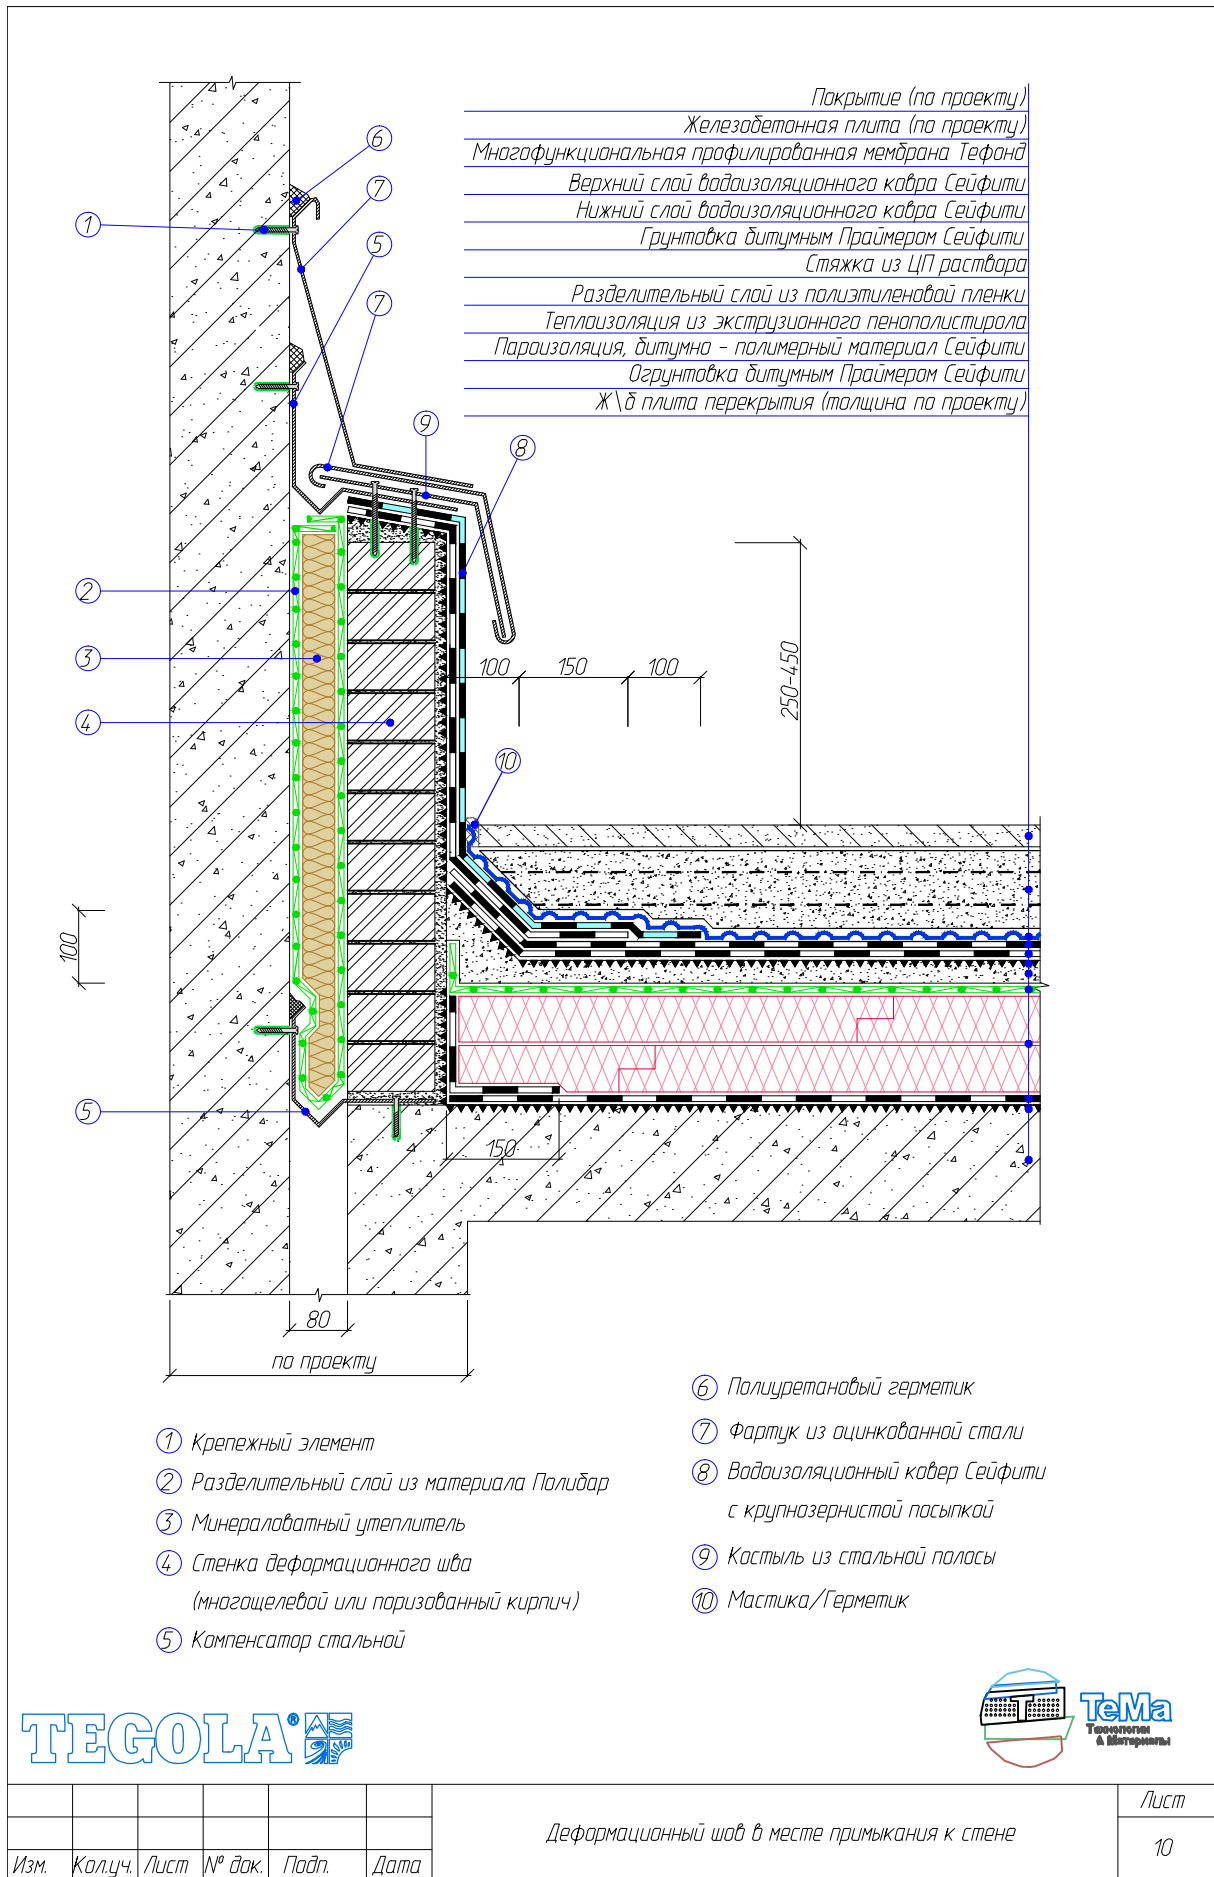 Покрытие (по проекту)
Железобетонная плита (по проекту)
Многофункциональная профилированная мембрана Тефонд
Верхний слой водоизоляционного ковра Сейфити
Нижний слой водоизоляционного ковра Сейфити
Грунтовка битумным Праймером Сейфити
Стяжка из ЦП раствора
Разделительный слой из полиэтиленовой пленки
Теплоизоляция из экструзионного пенополистирола
Пароизоляция, битумно - полимерный материал Сейфити
Огрунтовка битумным Праймером Сейфити
Ж\б плита перекрытия (толщина по проекту)
6
7
1
5
7
9
8
2
3
100 150 100
250-450
4
10
100
5
150
80
по проекту
1 Крепежный элемент
2 Разделительный слой из материала Полибар
3 Минераловатный утеплитель
4 Стенка деформационного шва
(многощелевой или поризованный кирпич)
5 Компенсатор стальной
6 Полиуретановый герметик
7 Фартук из оцинкованной стали
8 Водоизоляционный ковер Сейфити
с крупнозернистой посыпкой
9 Костыль из стальной полосы
10 Мастика/Герметик
TEGOLA®
ТеМа
Технологии
& Материалы
Изм. Кол.уч. Лист № док. Подп. Дата
Деформационный шов в месте примыкания к стене
Лист
10